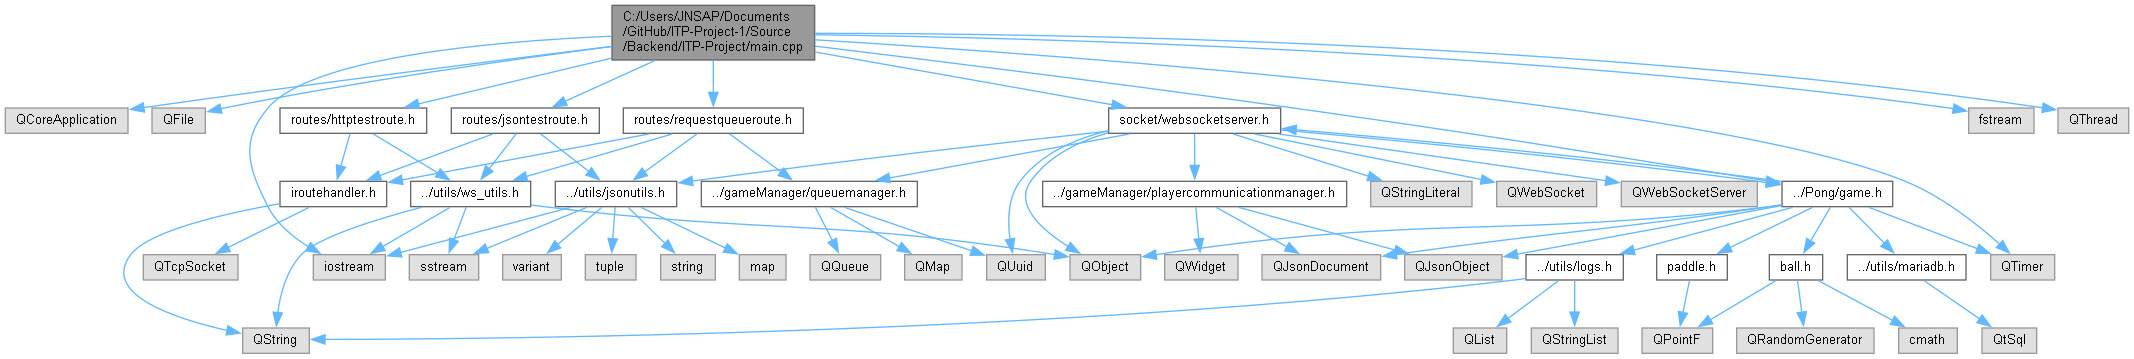 C:/Users/JNSAP/Documents
/GitHub/ITP-Project-1/Source
/Backend/ITP-Project/main.cpp
QCoreApplication
QFile
routes/httptestroute.h
routes/jsontestroute.h
routes/requestqueueroute.h
socket/websocketserver.h
fstream
QThread
iroutehandler.h
../utils/ws_utils.h
../utils/jsonutils.h
../gameManager/queuemanager.h
../gameManager/playercommunicationmanager.h
QStringLiteral
QWebSocket
QWebSocketServer
../Pong/game.h
QTcpSocket
iostream
sstream
variant
tuple
string
map
QQueue
QMap
QUuid
QObject
QWidget
QJsonDocument
QJsonObject
../utils/logs.h
paddle.h
ball.h
../utils/mariadb.h
QTimer
QString
QList
QStringList
QPointF
QRandomGenerator
cmath
QtSql